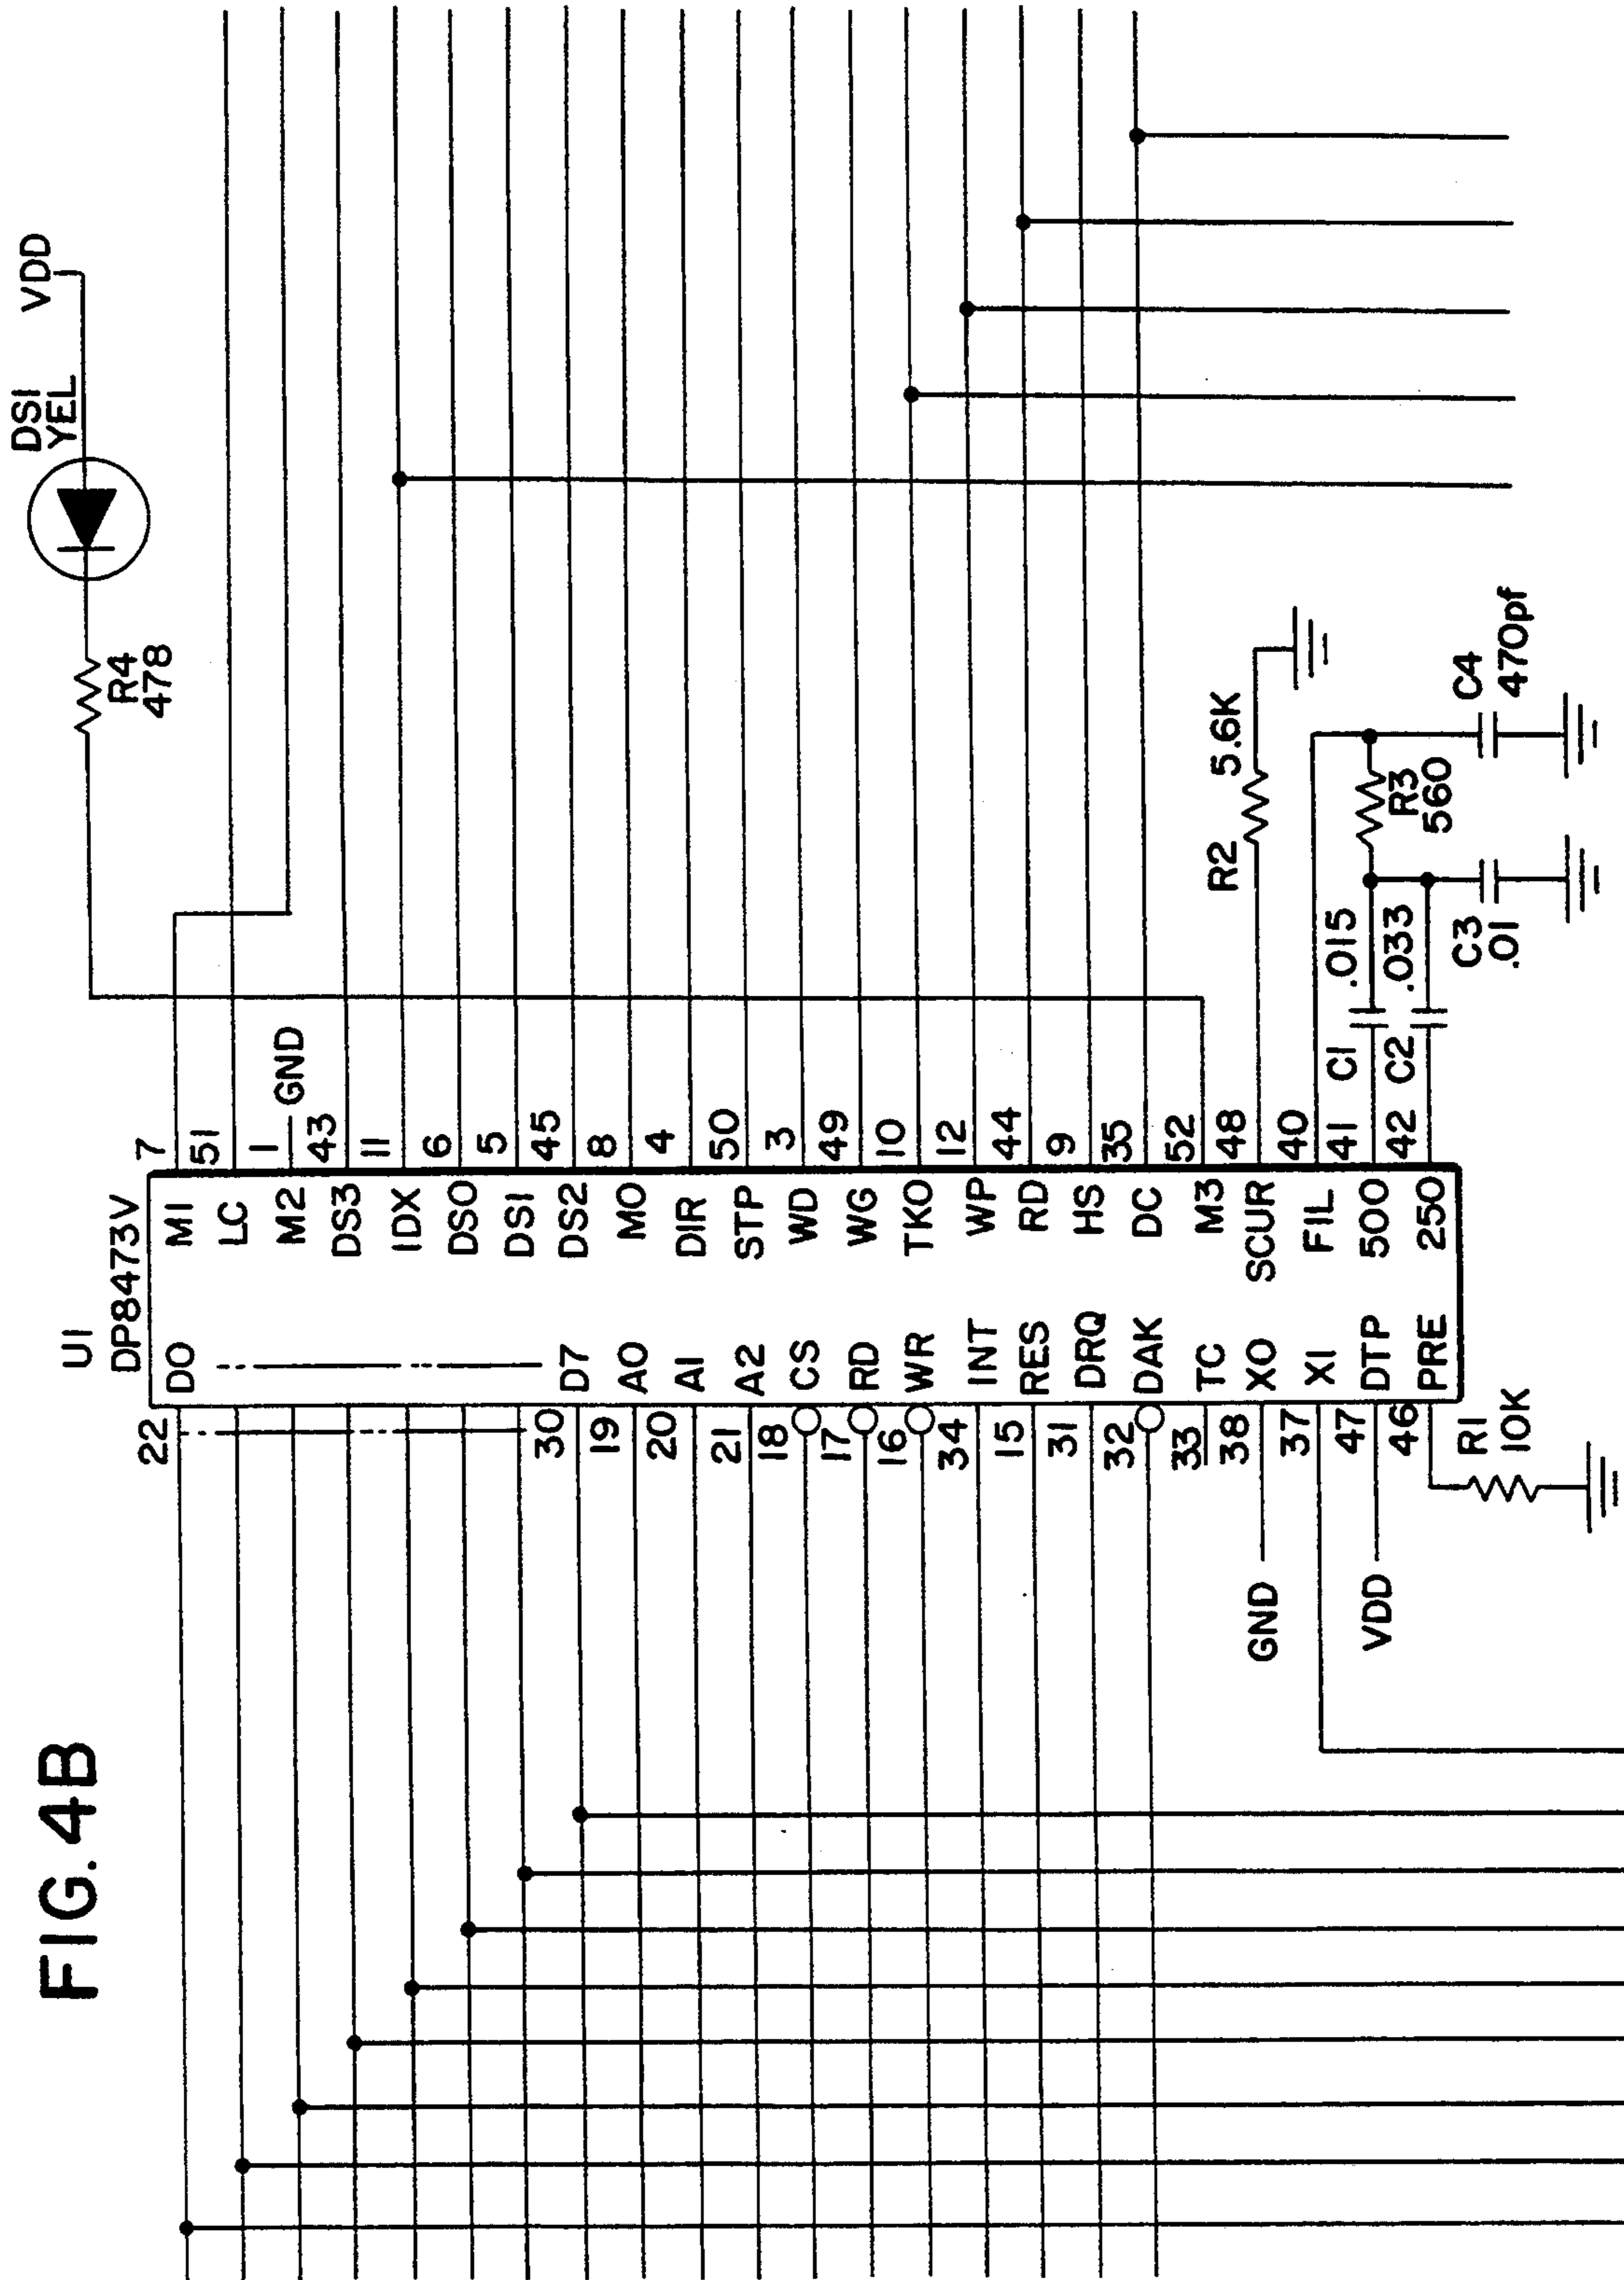 FIG. 4B
U1
DP8473V
DS1
YEL
VDD
R4
478
22
D0
M1
7
LC
51
M2
1
GND
DS3
43
IDX
11
DS0
6
DS1
5
30
D7
DS2
45
19
A0
M0
8
20
A1
DIR
4
21
A2
STP
50
18
CS
WD
3
17
RD
WG
49
16
WR
TK0
10
34
INT
WP
12
15
RES
RD
44
31
DRQ
HS
9
32
DAK
DC
35
33
TC
M3
52
GND
38
XO
SCUR
48
R2
5.6K
37
XI
FIL
40
VDD
47
DTP
500
41
C1
.015
46
PRE
250
42
C2
.033
R1
10K
R3
560
C3
.01
C4
470pf